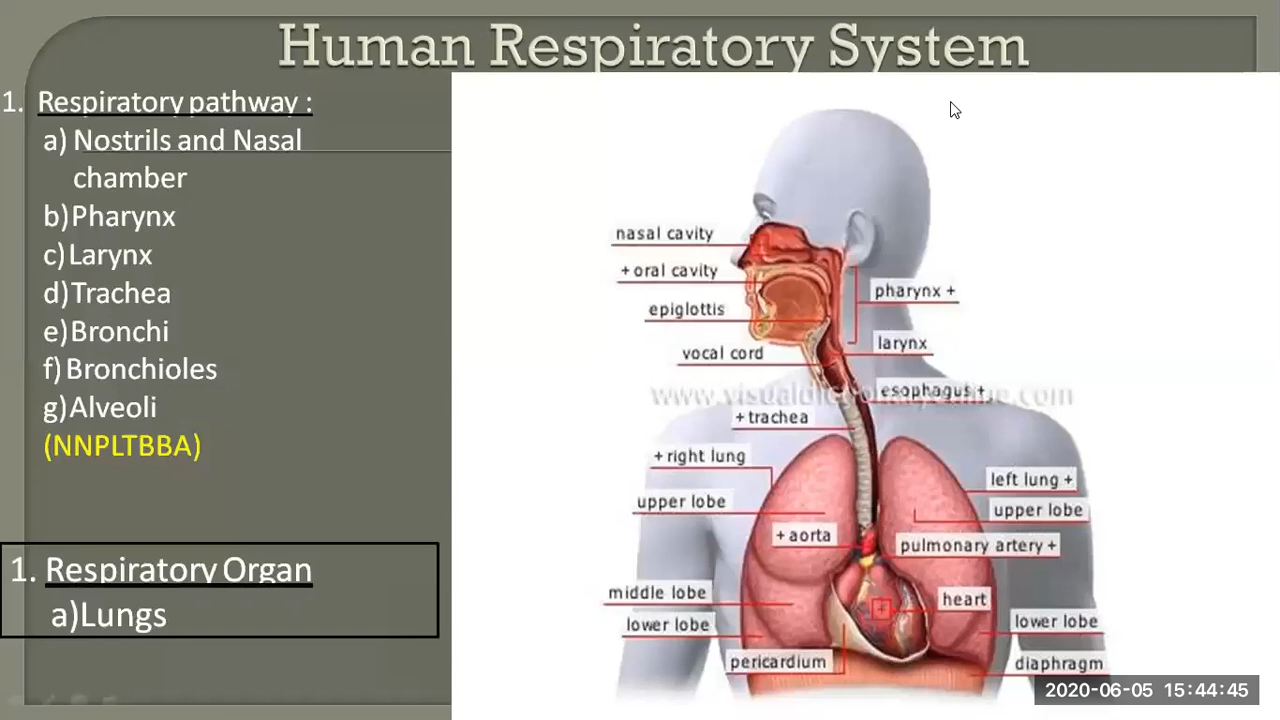 Human Respiratory System
1. Respiratory pathway :
a) Nostrils and Nasal
chamber
b)Pharynx
c)Larynx
d)Trachea
e)Bronchi
f)Bronchioles
g)Alveoli
(NNPLTBBA)
1. Respiratory Organ
a)Lungs
nasal cavity
+ oral cavity
epiglottis
vocal cord
+ trachea
+ right lung
upper lobe
+ aorta
middle lobe
lower lobe
pericardium
pharynx +
larynx
esophagus +
www.visualdictionaryonline.com
left lung +
upper lobe
pulmonary artery +
heart
+
lower lobe
diaphragm
2020-06-05 15:44:45